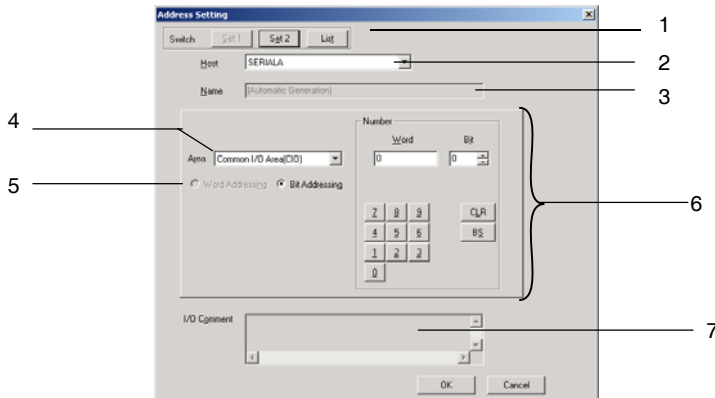 Address Setting
Switch Set 1 Set 2 List 1
Host SERIALA 2
Name (Automatic Generation) 3
4 Number
Word Bit
Area Common I/O Area(CIO) 0 0
5 Word Addressing Bit Addressing 6
7 8 9 CLR
4 5 6 BS
1 2 3
0
I/O Comment 7
OK Cancel